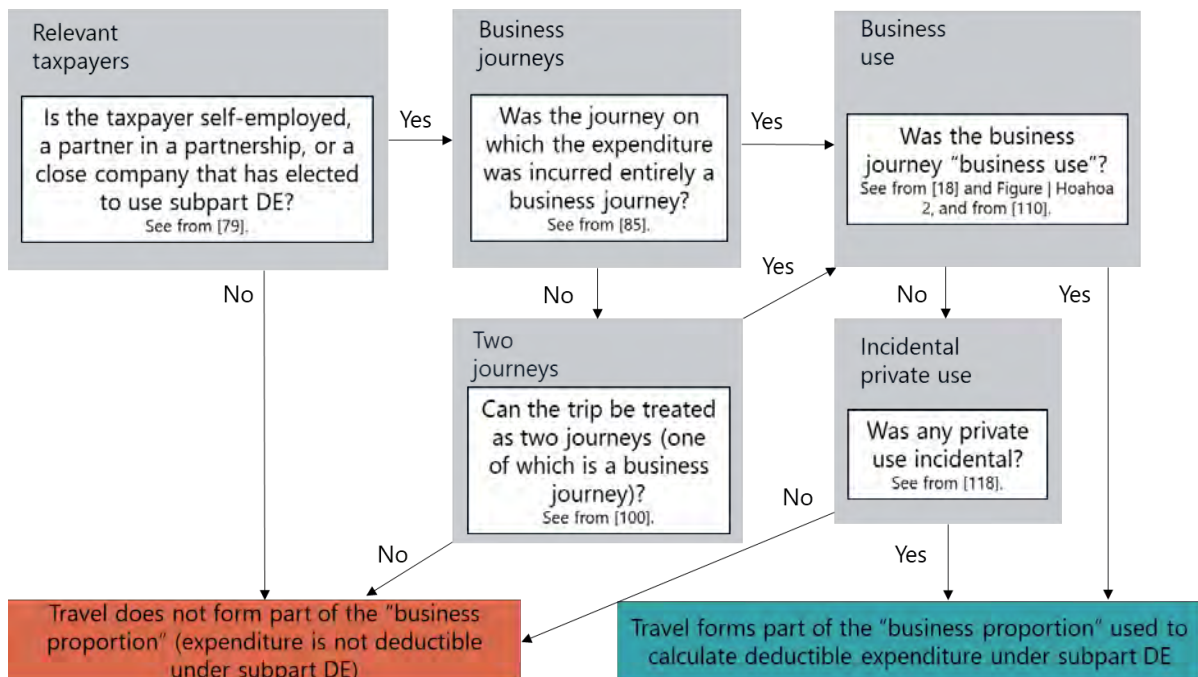 Relevant
taxpayers
Is the taxpayer self-employed,
a partner in a partnership, or a
close company that has elected
to use subpart DE?
See from [79].
Yes
Business
journeys
Was the journey on
which the expenditure
was incurred entirely a
business journey?
See from [85].
Yes
Business
use
Was the business
journey "business use"?
See from [18] and Figure | Hoahoa
2, and from [110].
No
No
Yes
No
Yes
Two
journeys
Can the trip be treated
as two journeys (one
of which is a business
journey)?
See from [100].
Incidental
private use
Was any private
use incidental?
See from [118].
No
No
Yes
Travel does not form part of the "business
proportion" (expenditure is not deductible
under subpart DE)
Travel forms part of the "business proportion" used to
calculate deductible expenditure under subpart DE